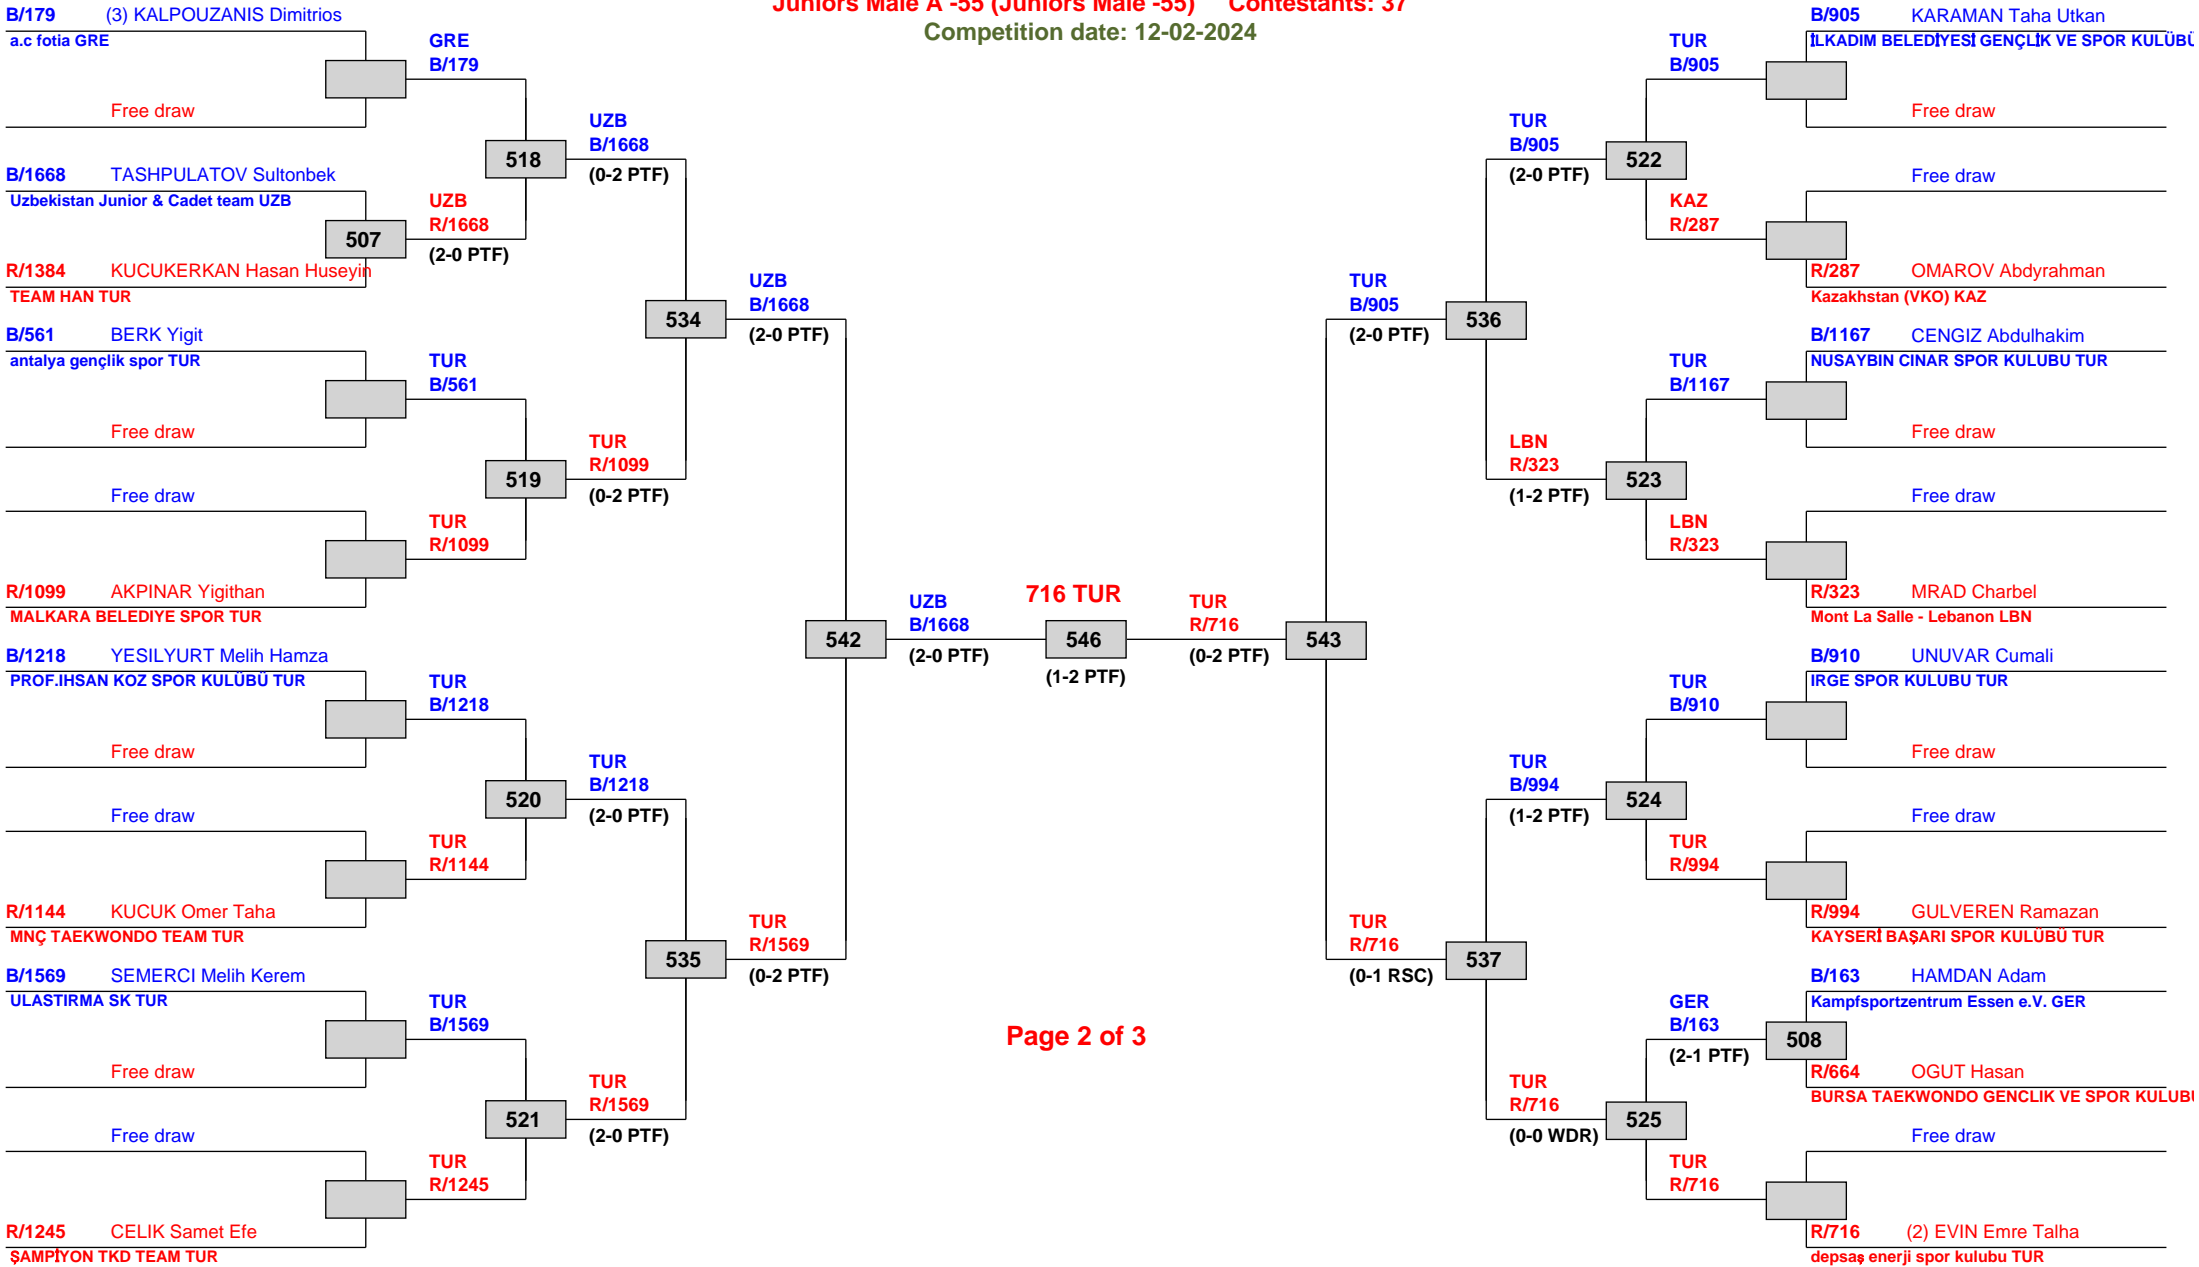 Juniors Male A -55 (Juniors Male -55) Contestants: 37
Competition date: 12-02-2024
B/179 (3) KALPOUZANIS Dimitrios
a.c fotia GRE
GRE
B/179
Free draw
UZB
B/1668
518
(0-2 PTF)
B/1668 TASHPULATOV Sultonbek
Uzbekistan Junior & Cadet team UZB
UZB
R/1668
507
(2-0 PTF)
R/1384 KUCUKERKAN Hasan Huseyin
TEAM HAN TUR
UZB
B/1668
534
(2-0 PTF)
B/561 BERK Yigit
antalya gençlik spor TUR
TUR
B/561
Free draw
TUR
R/1099
519
(0-2 PTF)
Free draw
TUR
R/1099
R/1099 AKPINAR Yigithan
MALKARA BELEDIYE SPOR TUR
542
UZB
B/1668
(2-0 PTF)
B/1218 YESILYURT Melih Hamza
PROF.IHSAN KOZ SPOR KULÜBÜ TUR
TUR
B/1218
Free draw
TUR
B/1218
520
(2-0 PTF)
Free draw
TUR
R/1144
R/1144 KUCUK Omer Taha
MNÇ TAEKWONDO TEAM TUR
TUR
R/1569
535
(0-2 PTF)
B/1569 SEMERCI Melih Kerem
ULASTIRMA SK TUR
TUR
B/1569
Free draw
TUR
R/1569
521
(2-0 PTF)
Free draw
TUR
R/1245
R/1245 CELIK Samet Efe
ŞAMPİYON TKD TEAM TUR
716 TUR
546
(1-2 PTF)
Page 2 of 3
TUR
R/716
543
(0-2 PTF)
B/905 KARAMAN Taha Utkan
İLKADIM BELEDİYESİ GENÇLİK VE SPOR KULÜBÜ
TUR
B/905
Free draw
TUR
B/905
522
(2-0 PTF)
Free draw
KAZ
R/287
R/287 OMAROV Abdyrahman
Kazakhstan (VKO) KAZ
TUR
B/905
536
(2-0 PTF)
B/1167 CENGIZ Abdulhakim
NUSAYBIN CINAR SPOR KULUBU TUR
TUR
B/1167
Free draw
LBN
R/323
523
(1-2 PTF)
Free draw
LBN
R/323
R/323 MRAD Charbel
Mont La Salle - Lebanon LBN
B/910 UNUVAR Cumali
IRGE SPOR KULUBU TUR
TUR
B/910
Free draw
TUR
B/994
524
(1-2 PTF)
Free draw
TUR
R/994
R/994 GULVEREN Ramazan
KAYSERİ BAŞARI SPOR KULÜBÜ TUR
TUR
R/716
537
(0-1 RSC)
B/163 HAMDAN Adam
Kampfsportzentrum Essen e.V. GER
GER
B/163
508
(2-1 PTF)
R/664 OGUT Hasan
BURSA TAEKWONDO GENCLIK VE SPOR KULUBU
TUR
R/716
525
(0-0 WDR)
Free draw
TUR
R/716
R/716 (2) EVIN Emre Talha
depsaş enerji spor kulubu TUR